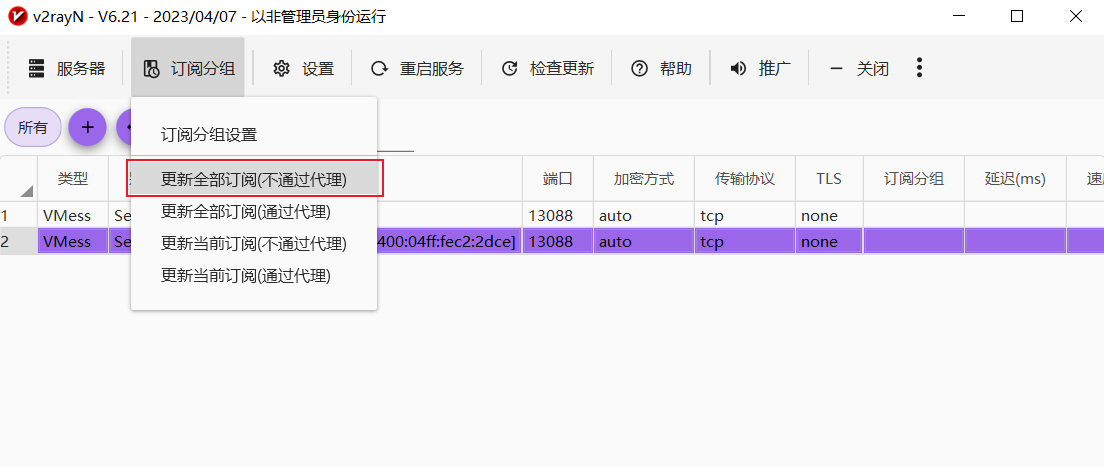 v2rayN - V6.21 - 2023/04/07 - 以非管理员身份运行
服务器 订阅分组 设置 重启服务 检查更新 帮助 推广 关闭
所有
订阅分组设置
更新全部订阅(不通过代理)
更新全部订阅(通过代理)
更新当前订阅(不通过代理)
更新当前订阅(通过代理)
类型 端口 加密方式 传输协议 TLS 订阅分组 延迟(ms)
1 VMess Se 13088 auto tcp none
2 VMess Se 400:04ff:fec2:2dce] 13088 auto tcp none